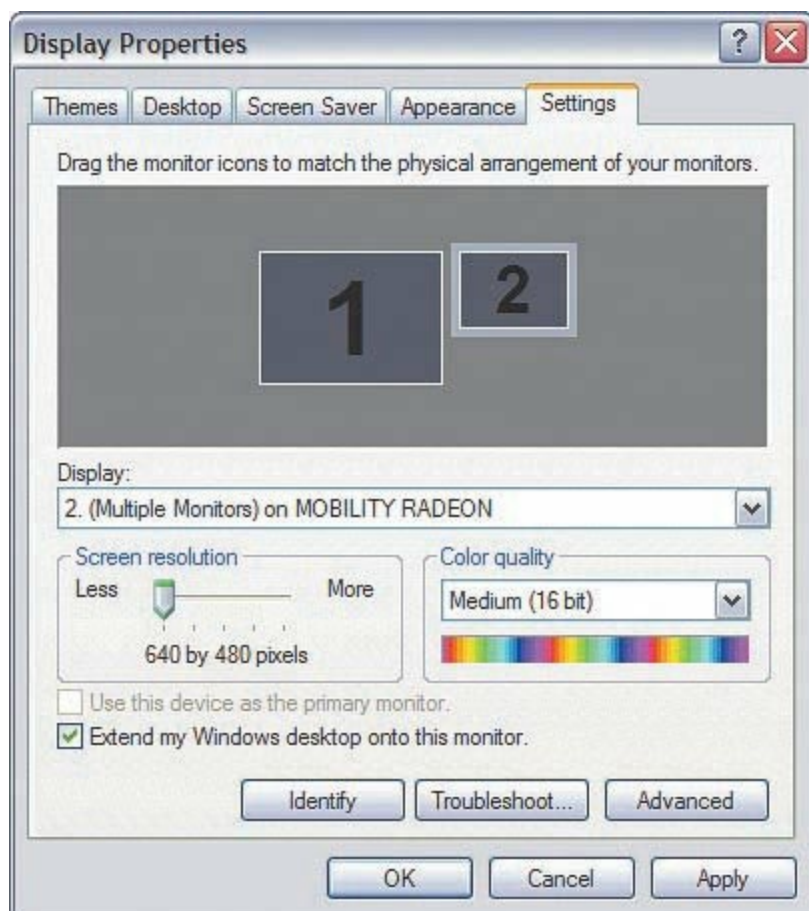 Display Properties
?
Themes Desktop Screen Saver Appearance Settings
Drag the monitor icons to match the physical arrangement of your monitors.
1 2
Display:
2. (Multiple Monitors) on MOBILITY RADEON
Screen resolution
Less More
640 by 480 pixels
Color quality
Medium (16 bit)
Use this device as the primary monitor.
Extend my Windows desktop onto this monitor.
Identify Troubleshoot... Advanced
OK Cancel Apply